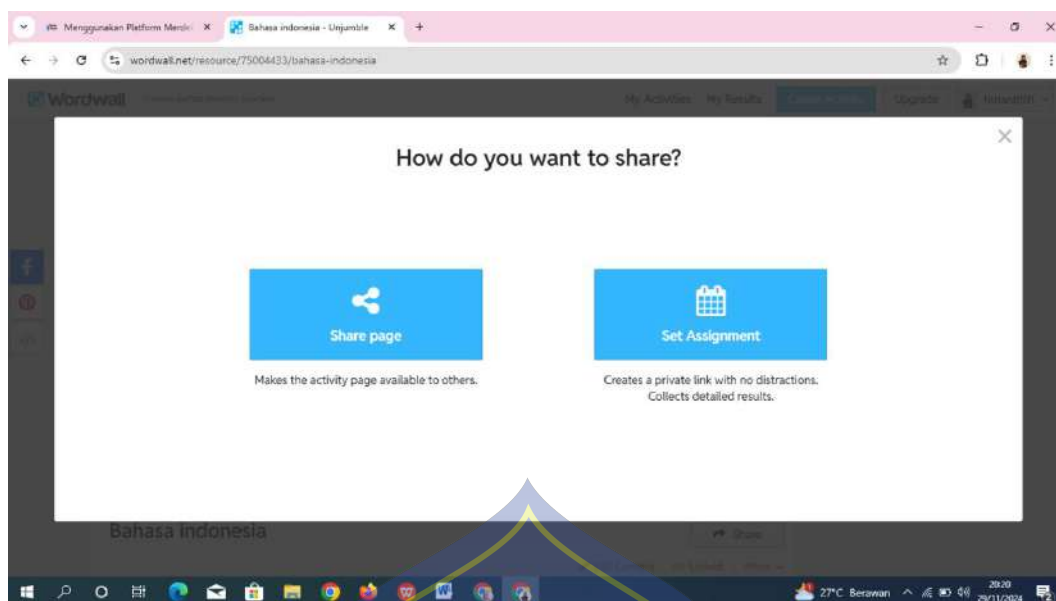 Menggunakan Platform Merde
Bahasa indonesia - Unjumble
wordwall.net/resource/75004433/bahasa-indonesia
Wordwall
My Activities My Results Upgrade
How do you want to share?
Share page
Set Assignment
Makes the activity page available to others.
Creates a private link with no distractions.
Collects detailed results.
Bahasa indonesia
Share
27°C Berawan
20:20
29/11/2024